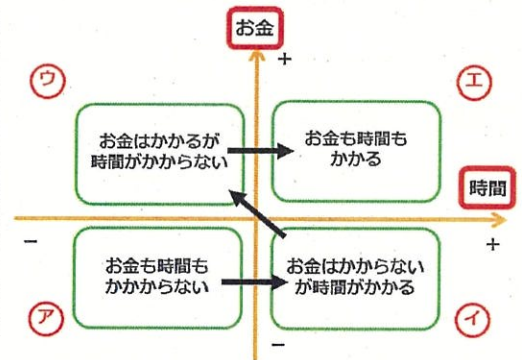 お金
+
ウ
エ
お金はかかるが
時間がかからない
お金も時間も
かかる
時間
−
+
お金も時間も
かかからない
お金はかからない
が時間がかかる
ア
イ
−